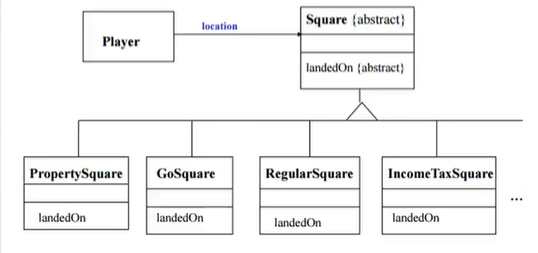 Player
location
Square {abstract}
landedOn {abstract}
PropertySquare
landedOn
GoSquare
landedOn
RegularSquare
landedOn
IncomeTaxSquare
landedOn
...